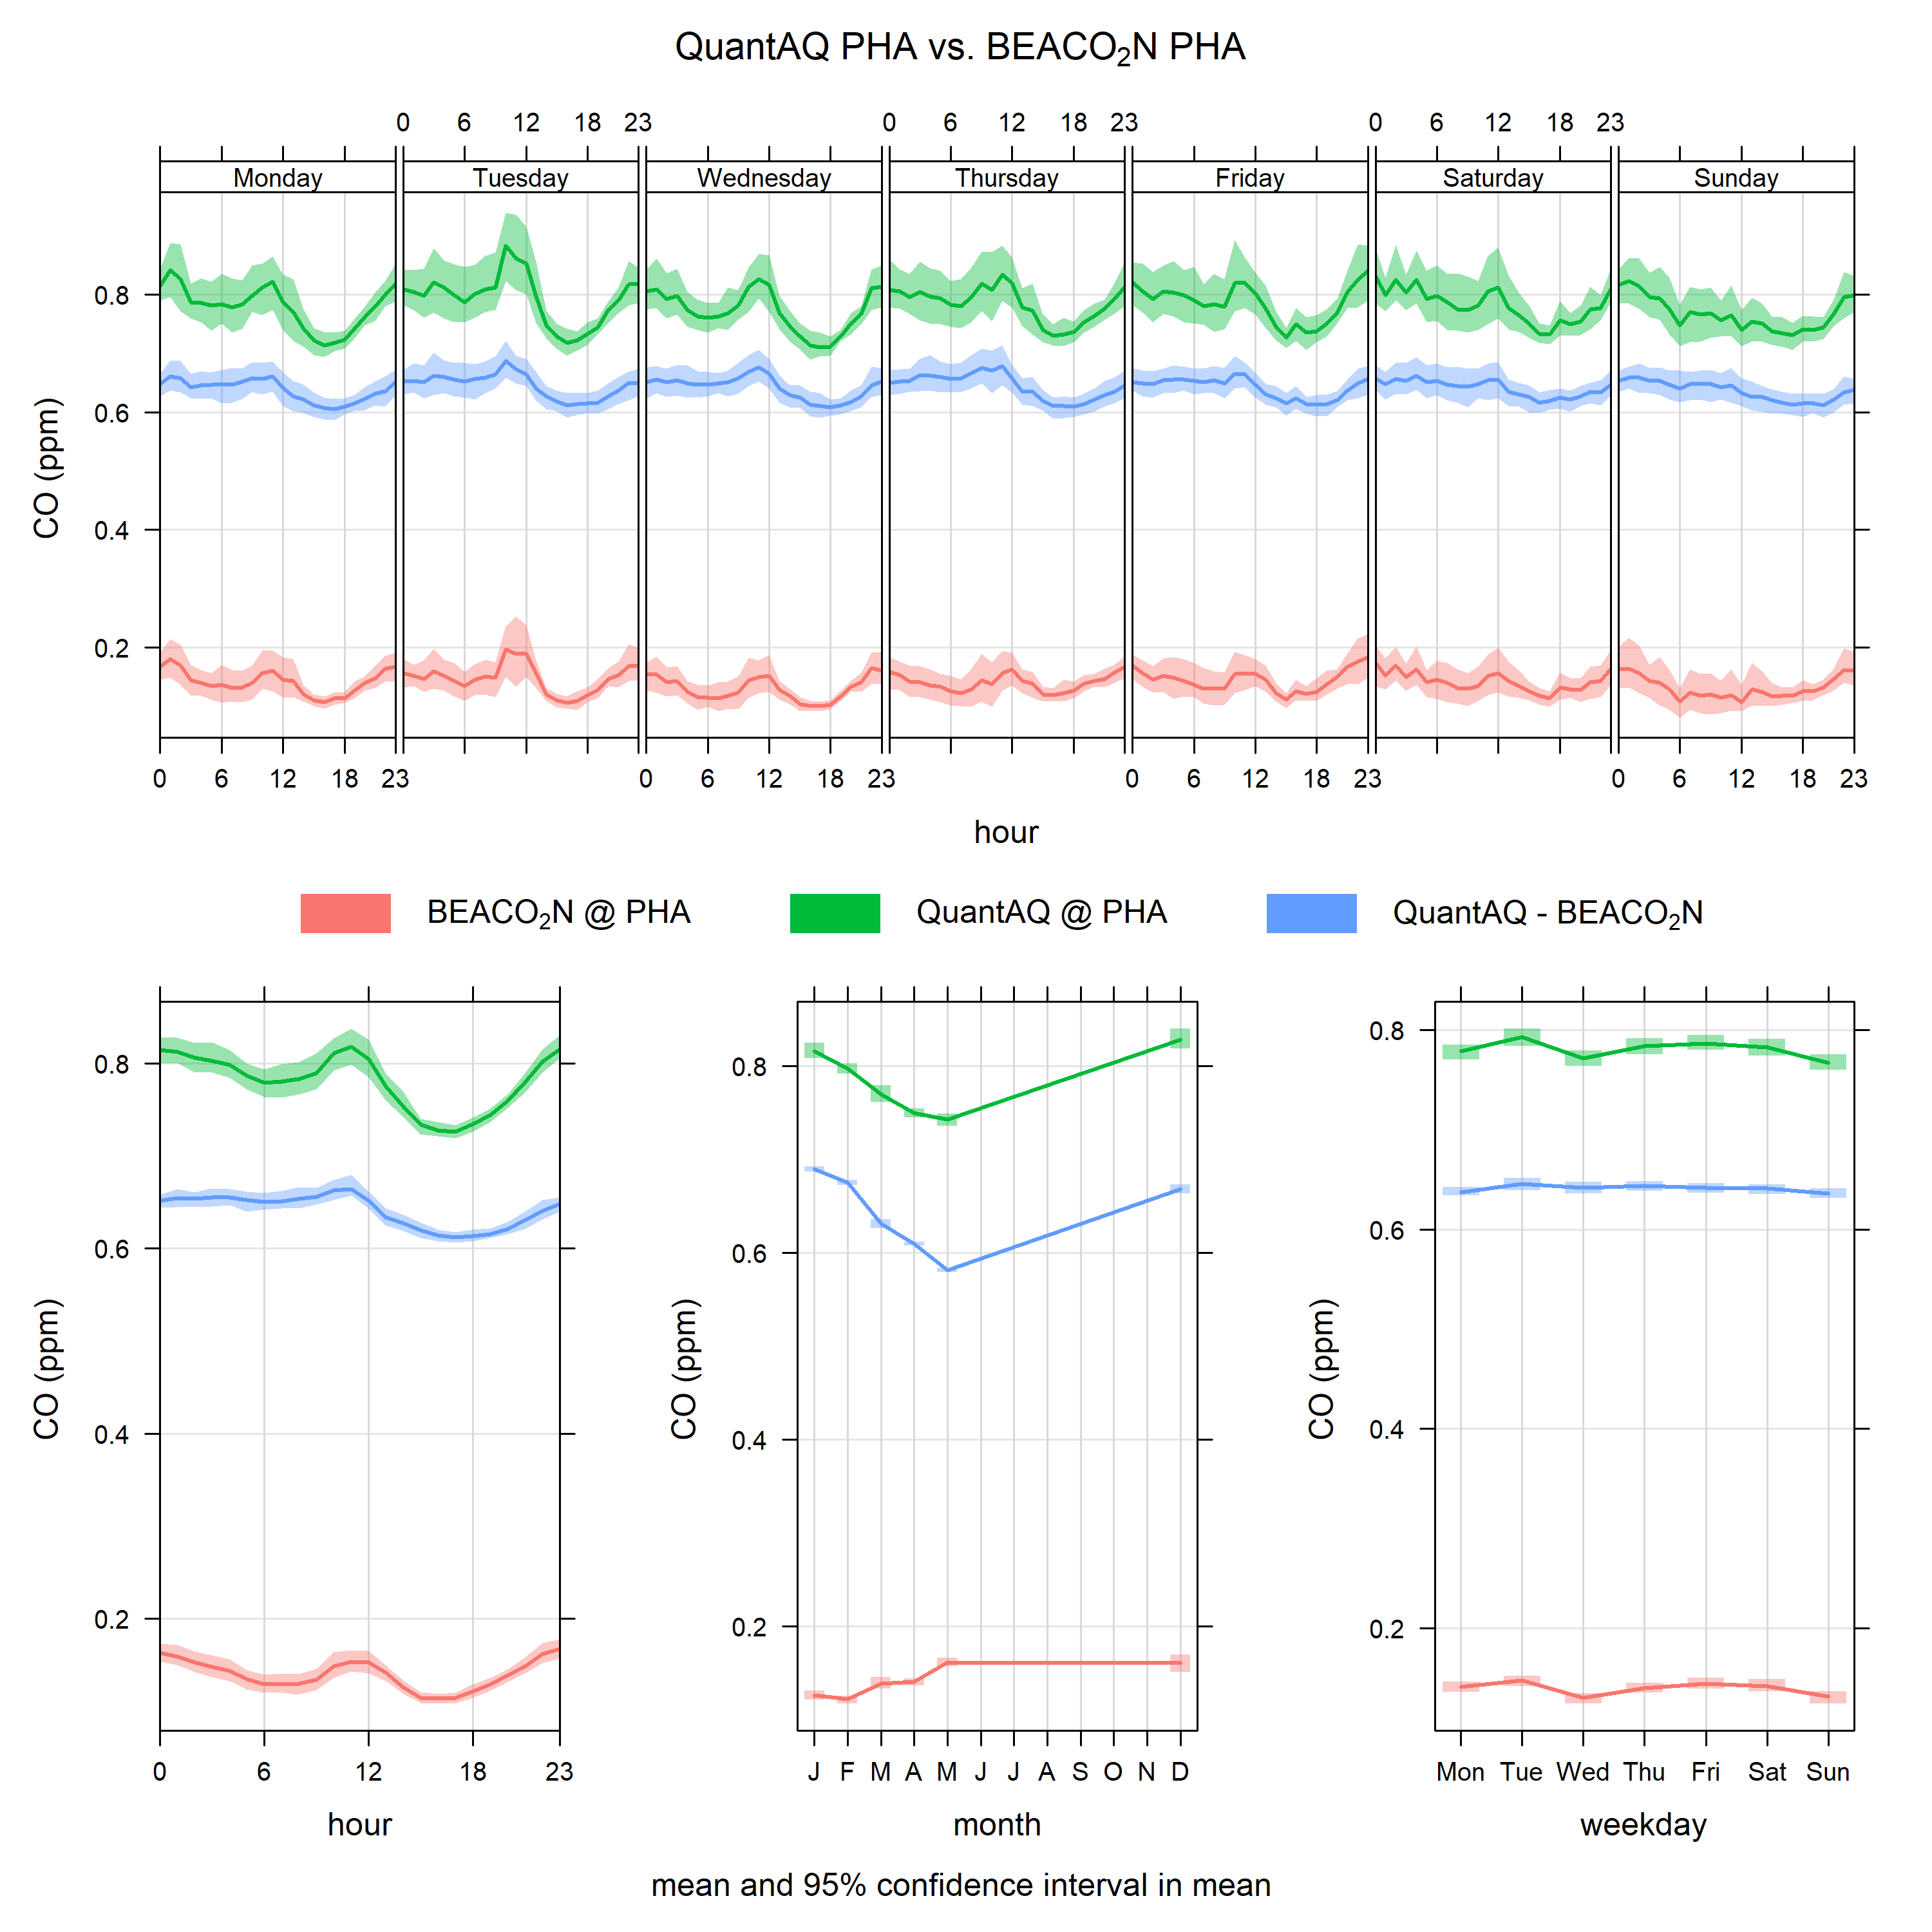 QuantAQ PHA vs. BEACO₂N PHA
0 6 12 18 23 0 6 12 18 23 0 6 12 18 23
Monday Tuesday Wednesday Thursday Friday Saturday Sunday
0.8
0.6
0.4
0.2
CO (ppm)
0 6 12 18 23 0 6 12 18 23 0 6 12 18 23 0 6 12 18 23
hour
BEACO₂N @ PHA QuantAQ @ PHA QuantAQ - BEACO₂N
0.8
0.6
0.4
0.2
CO (ppm)
0 6 12 18 23
hour
0.8
0.6
0.4
0.2
CO (ppm)
J F M A M J J A S O N D
month
0.8
0.6
0.4
0.2
CO (ppm)
Mon Tue Wed Thu Fri Sat Sun
weekday
mean and 95% confidence interval in mean